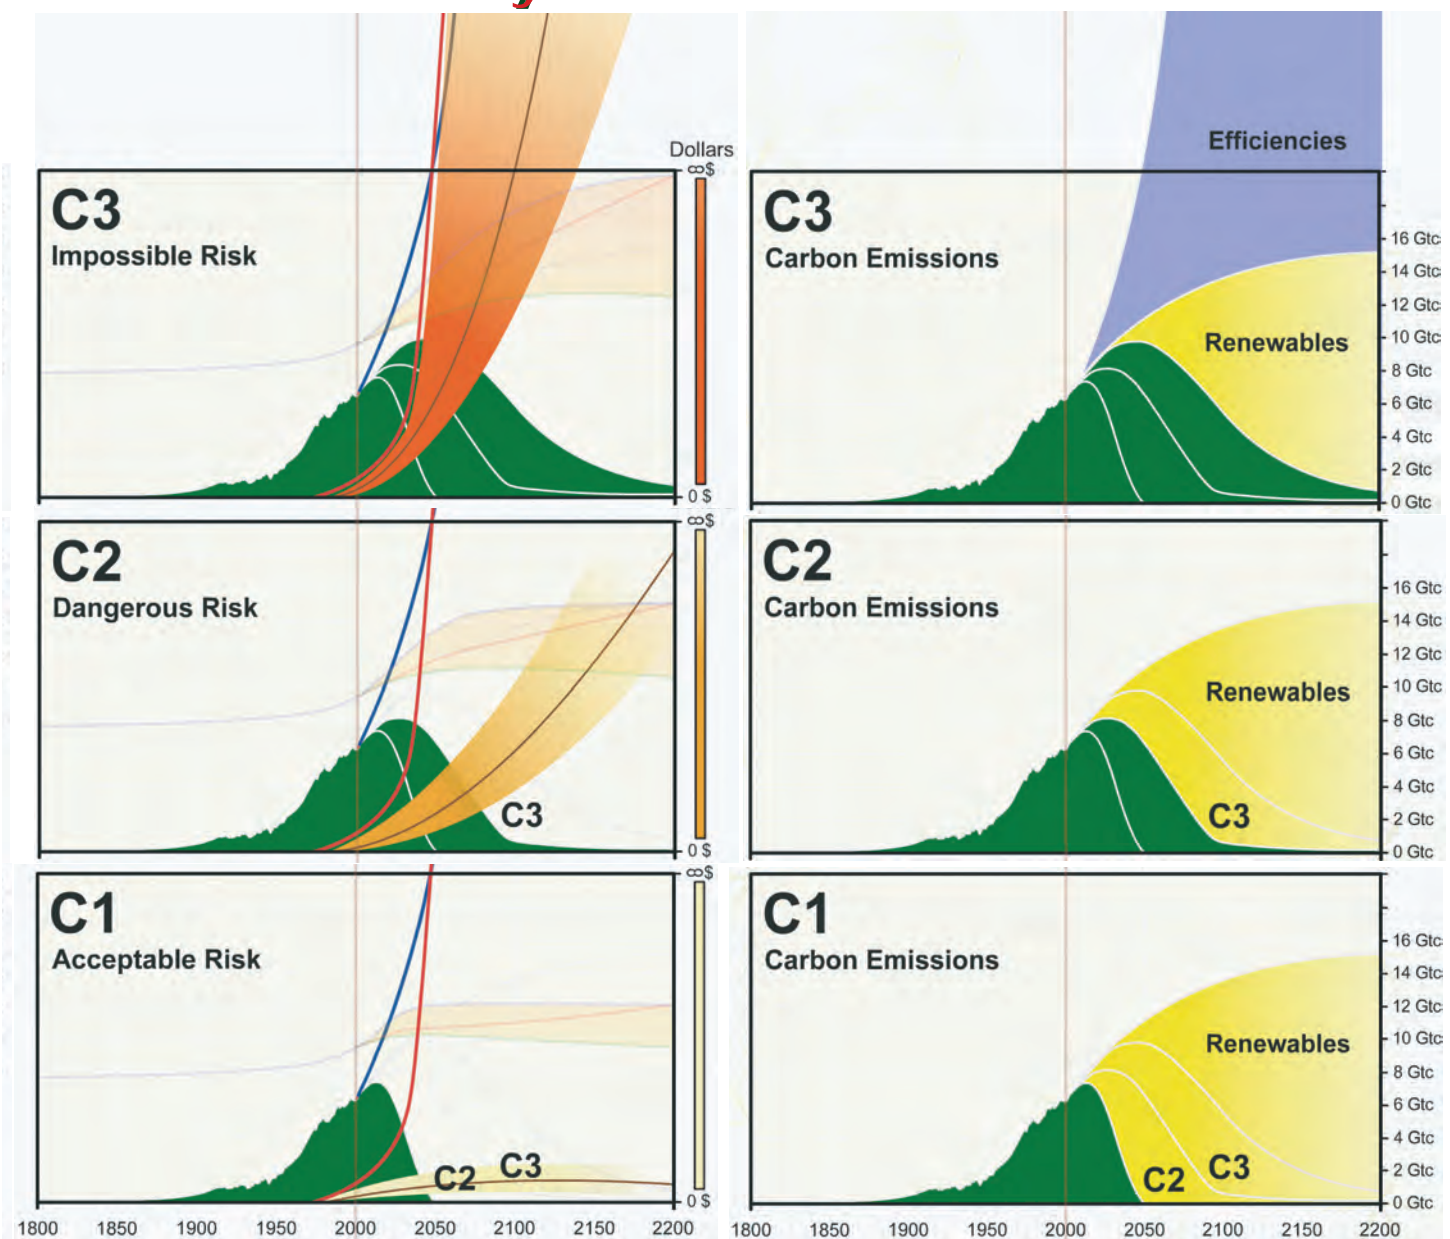 Dollars
∞$
C3
Impossible Risk
0 $
Efficiencies
C3
Carbon Emissions
Renewables
16 Gtc
14 Gtc
12 Gtc
10 Gtc
8 Gtc
6 Gtc
4 Gtc
2 Gtc
0 Gtc
∞$
C2
Dangerous Risk
C3
0 $
C2
Carbon Emissions
Renewables
C3
16 Gtc
14 Gtc
12 Gtc
10 Gtc
8 Gtc
6 Gtc
4 Gtc
2 Gtc
0 Gtc
∞$
C1
Acceptable Risk
C2 C3
0 $
1800 1850 1900 1950 2000 2050 2100 2150 2200
C1
Carbon Emissions
Renewables
C2 C3
16 Gtc
14 Gtc
12 Gtc
10 Gtc
8 Gtc
6 Gtc
4 Gtc
2 Gtc
0 Gtc
1800 1850 1900 1950 2000 2050 2100 2150 2200